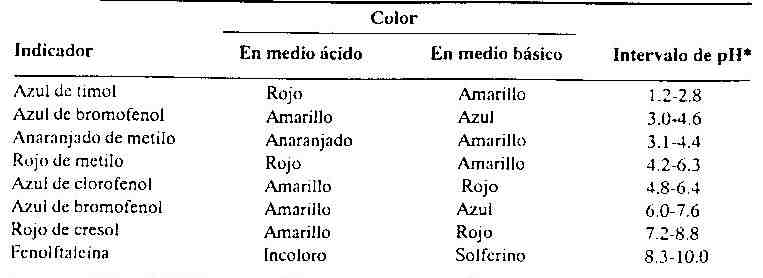 Color
Indicador En medio ácido En medio básico Intervalo de pH*
Azul de timol Rojo Amarillo 1.2-2.8
Azul de bromofenol Amarillo Azul 3.0-4.6
Anaranjado de metilo Anaranjado Amarillo 3.1-4.4
Rojo de metilo Rojo Amarillo 4.2-6.3
Azul de clorofenol Amarillo Rojo 4.8-6.4
Azul de bromofenol Amarillo Azul 6.0-7.6
Rojo de cresol Amarillo Rojo 7.2-8.8
Fenolftaleína Incoloro Solferino 8.3-10.0